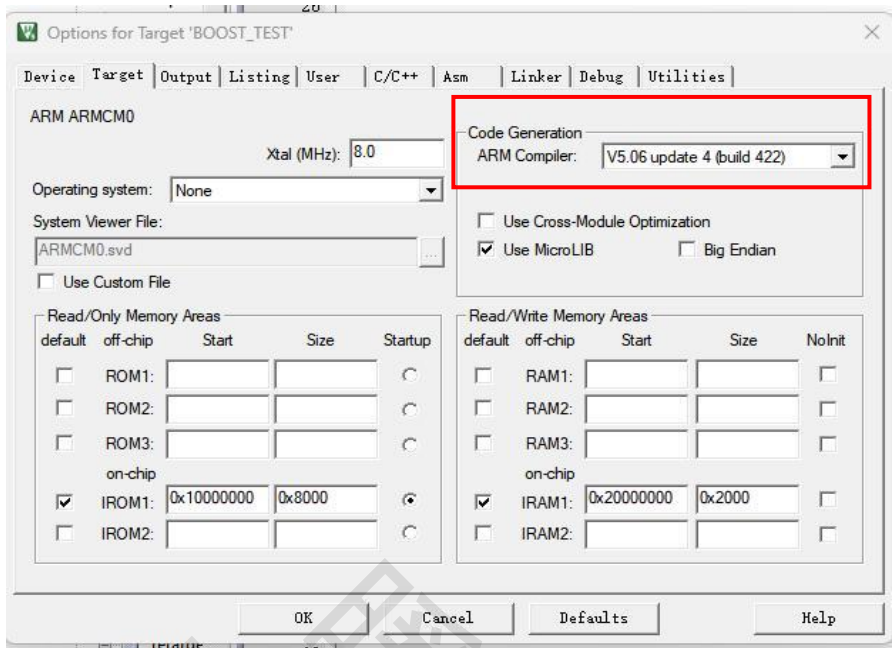 Options for Target 'BOOST_TEST'
Device Target Output Listing User C/C++ Asm Linker Debug Utilities
ARM ARMCM0
Xtal (MHz): 8.0
Operating system: None
System Viewer File:
ARMCM0.svd
...
Use Custom File
Code Generation
ARM Compiler: V5.06 update 4 (build 422)
Use Cross-Module Optimization
Use MicroLIB Big Endian
Read/Only Memory Areas
default off-chip Start Size Startup
ROM1:
ROM2:
ROM3:
on-chip
IROM1: 0x10000000 0x8000
IROM2:
Read/Write Memory Areas
default off-chip Start Size NoInit
RAM1:
RAM2:
RAM3:
on-chip
IRAM1: 0x20000000 0x2000
IRAM2:
OK Cancel Defaults Help